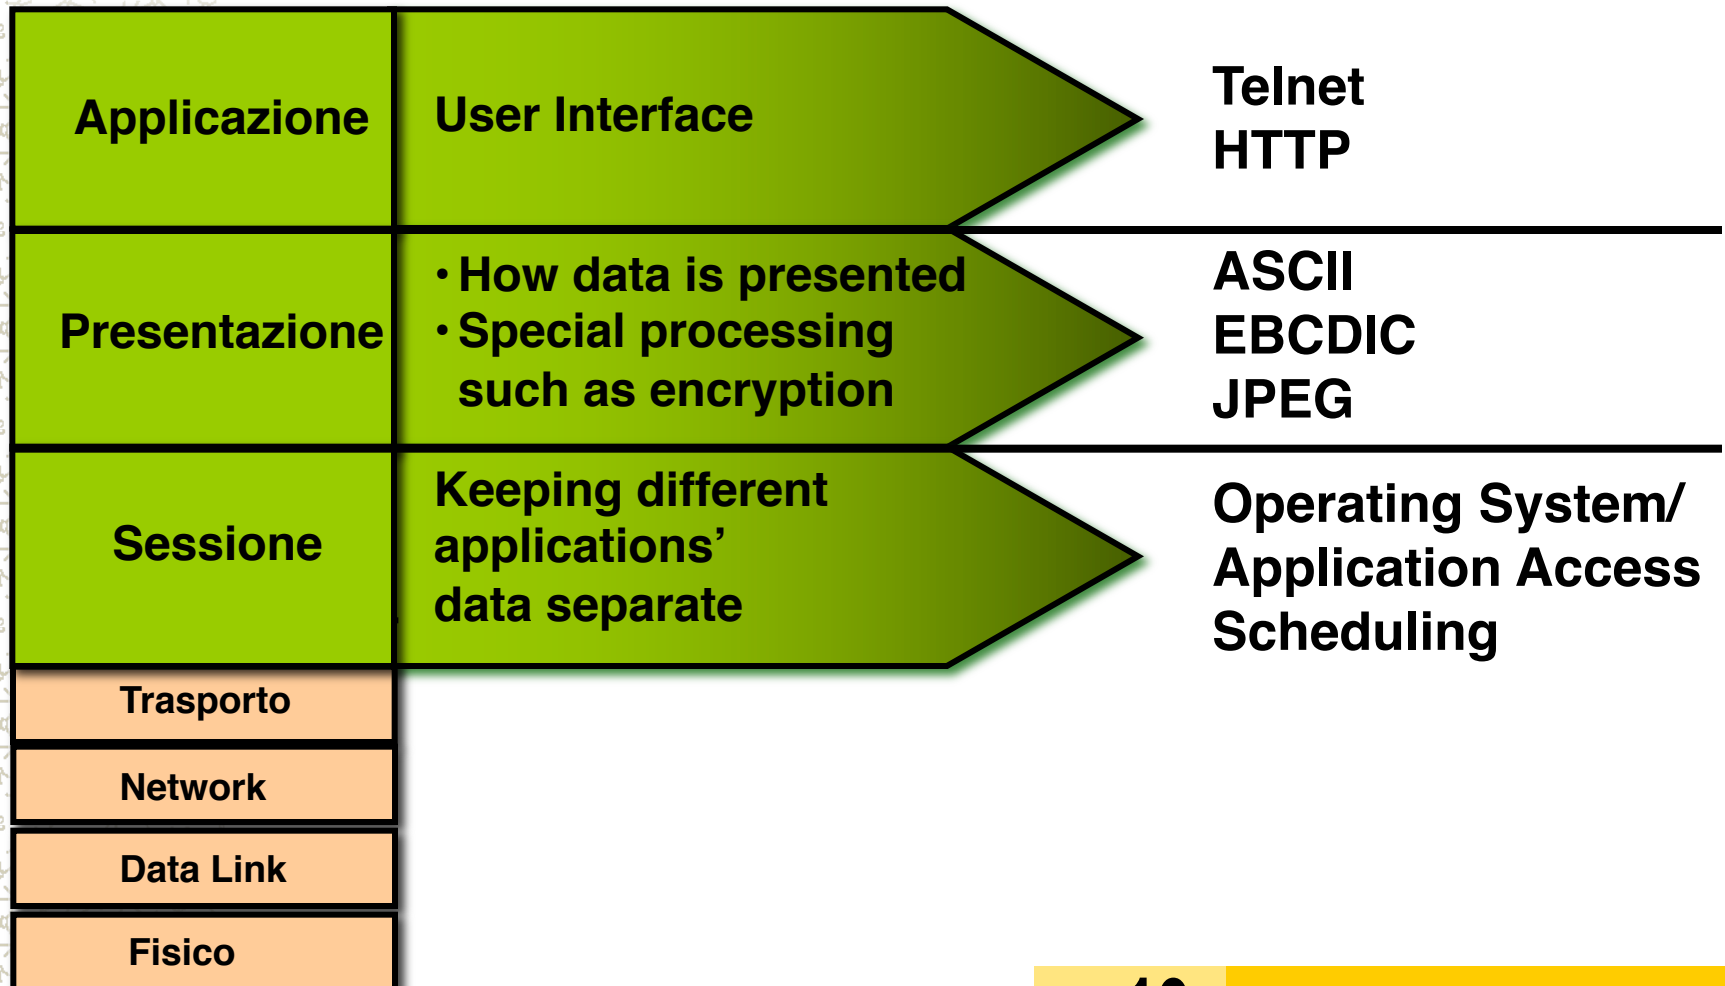 Applicazione
User Interface
Telnet
HTTP
Presentazione
• How data is presented
• Special processing
such as encryption
ASCII
EBCDIC
JPEG
Sessione
Keeping different
applications’
data separate
Operating System/
Application Access
Scheduling
Trasporto
Network
Data Link
Fisico